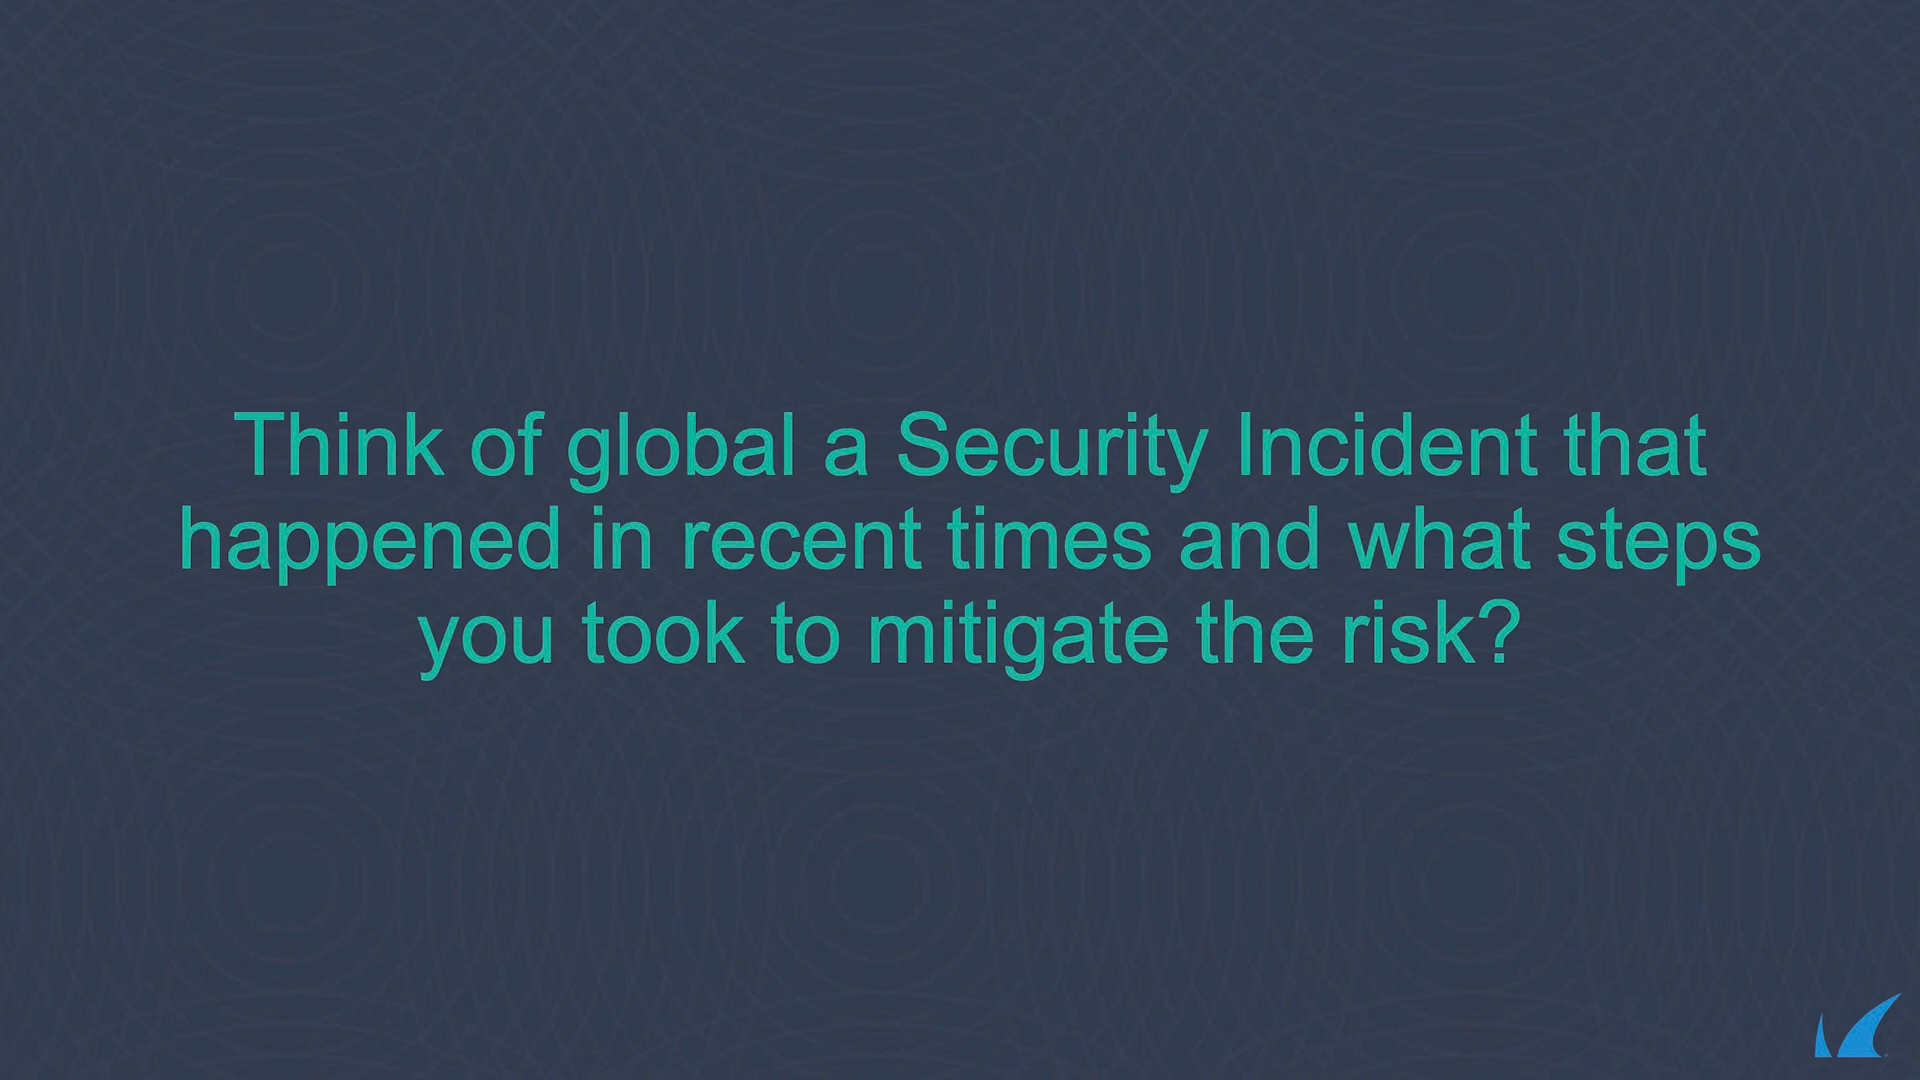 Think of global a Security Incident that
happened in recent times and what steps
you took to mitigate the risk?